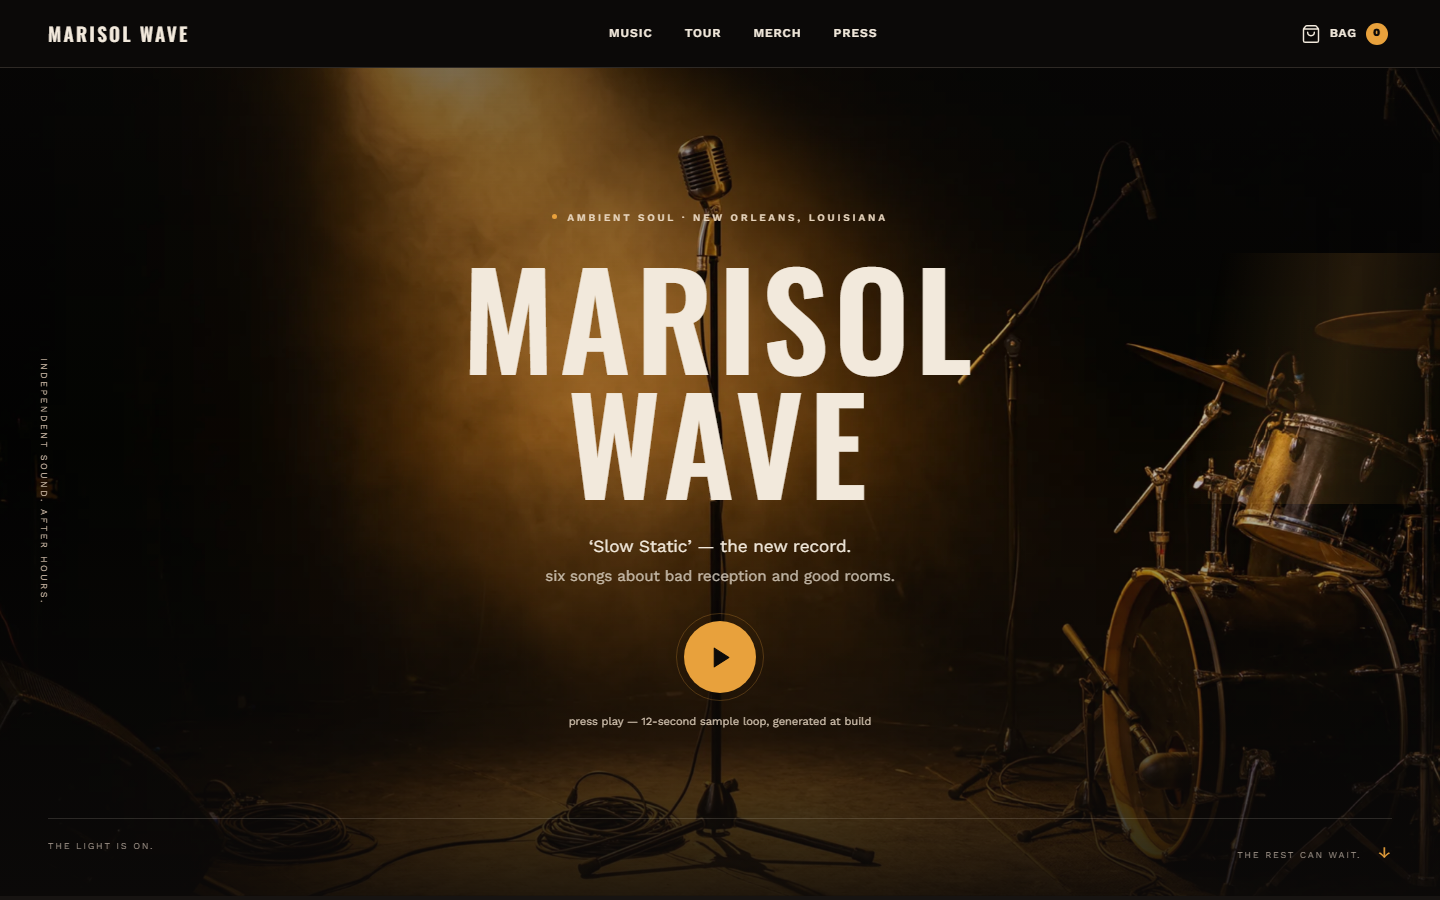 MARISOL WAVE
MUSIC TOUR MERCH PRESS
BAG 0
AMBIENT SOUL · NEW ORLEANS, LOUISIANA
MARISOL
WAVE
‘Slow Static’ — the new record.
six songs about bad reception and good rooms.
press play — 12-second sample loop, generated at build
INDEPENDENT SOUND. AFTER HOURS.
THE LIGHT IS ON.
THE REST CAN WAIT.